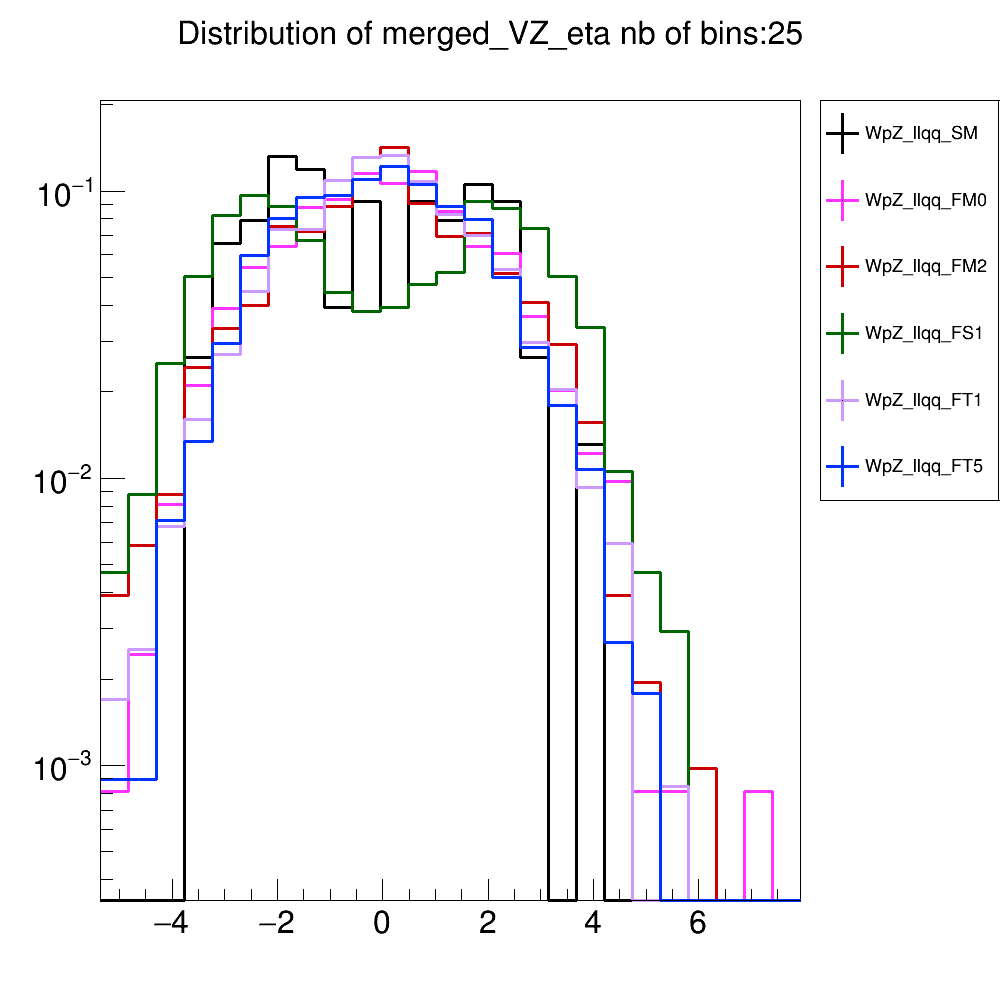 Distribution of merged_VZ_eta nb of bins:25
10⁻¹
10⁻²
10⁻³
−4 −2 0 2 4 6
WpZ_llqq_SM
WpZ_llqq_FM0
WpZ_llqq_FM2
WpZ_llqq_FS1
WpZ_llqq_FT1
WpZ_llqq_FT5